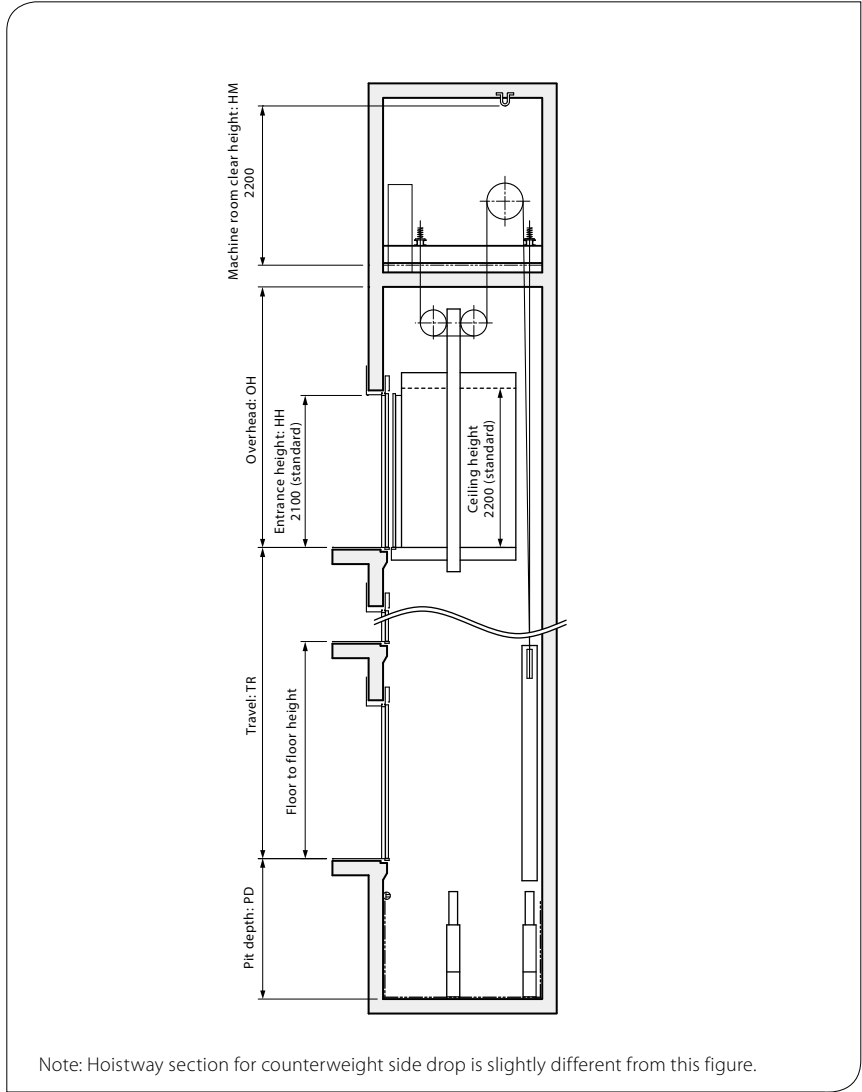 Machine room clear height: HM
2200
Overhead: OH
Entrance height: HH
2100 (standard)
Ceiling height
2200 (standard)
Travel: TR
Floor to floor height
Pit depth: PD
Note: Hoistway section for counterweight side drop is slightly different from this figure.